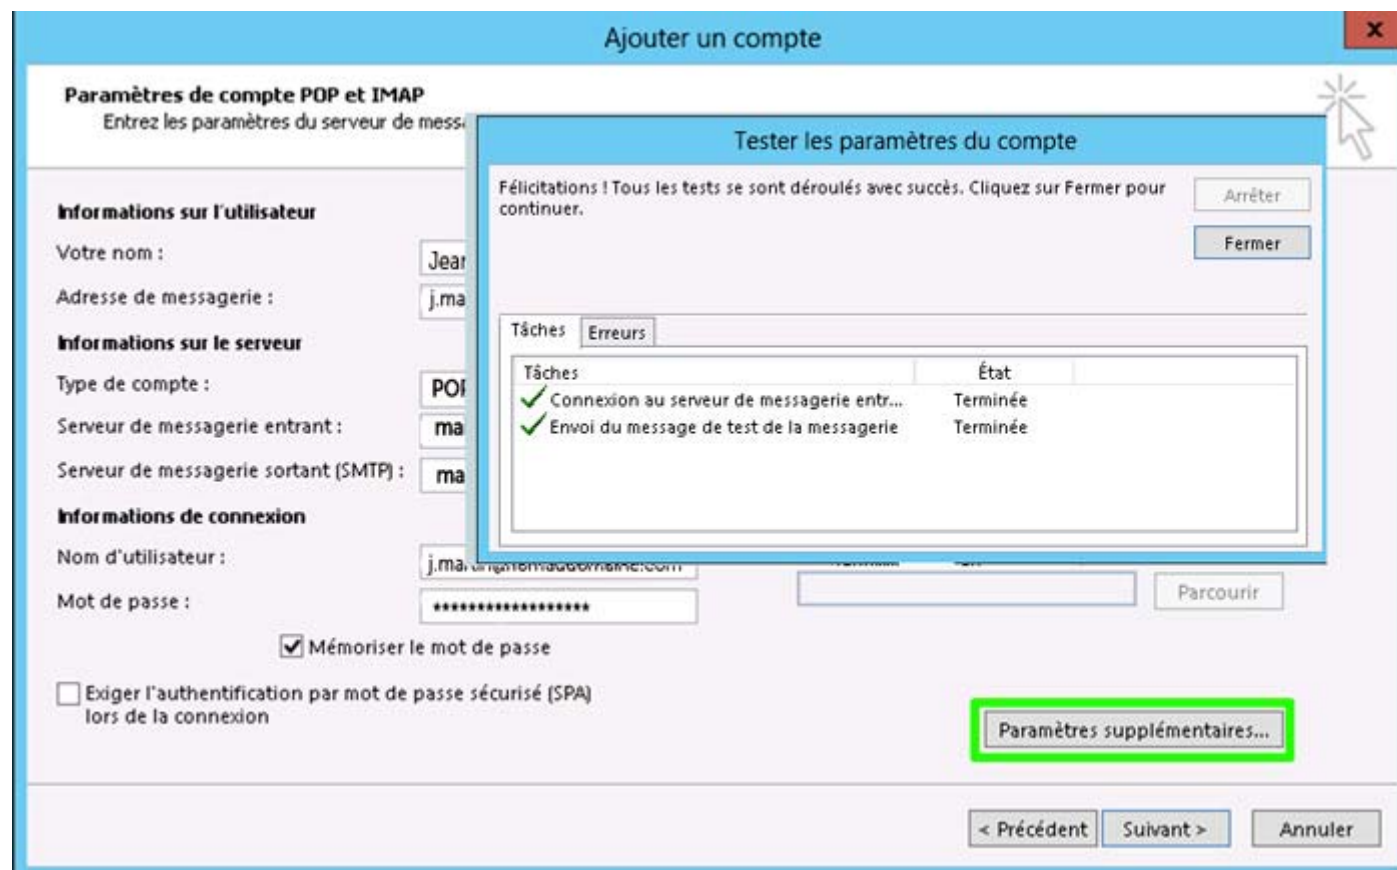 Ajouter un compte
x
Paramètres de compte POP et IMAP
Entrez les paramètres du serveur de
Tester les paramètres du compte
Félicitations ! Tous les tests se sont déroulés avec succès. Cliquez sur Fermer pour
continuer.
Arrêter
Fermer
Tâches Erreurs
Tâches État
Connexion au serveur de messagerie entr... Terminée
Envoi du message de test de la messagerie Terminée
Informations sur l'utilisateur
Votre nom : Jean
Adresse de messagerie : j.ma
Informations sur le serveur
Type de compte : POP
Serveur de messagerie entrant : ma
Serveur de messagerie sortant (SMTP) : ma
Informations de connexion
Nom d'utilisateur :
Mot de passe : ******************
Parcourir
Mémoriser le mot de passe
Exiger l'authentification par mot de passe sécurisé (SPA)
lors de la connexion
Paramètres supplémentaires...
< Précédent Suivant > Annuler